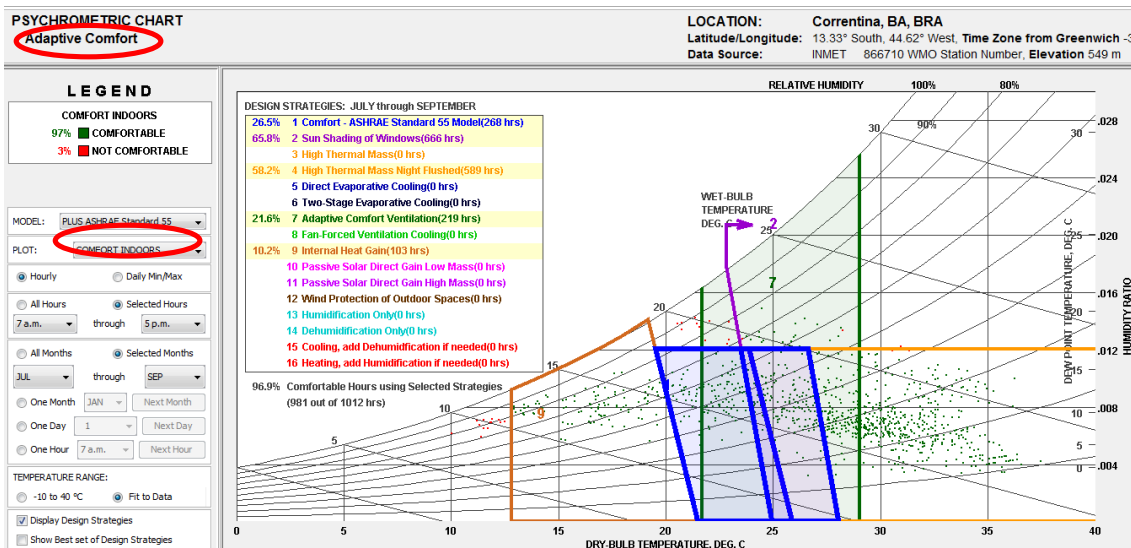 PSYCHROMETRIC CHART
Adaptive Comfort
LOCATION: Correntina, BA, BRA
Latitude/Longitude: 13.33° South, 44.62° West, Time Zone from Greenwich -3
Data Source: INMET 866710 WMO Station Number, Elevation 549 m
LEGEND
COMFORT INDOORS
97% COMFORTABLE
3% NOT COMFORTABLE
MODEL: PLUS ASHRAE Standard 55
PLOT: COMFORT INDOORS
Hourly Daily Min/Max
All Hours Selected Hours
7 a.m. through 5 p.m.
All Months Selected Months
JUL through SEP
One Month JAN Next Month
One Day 1 Next Day
One Hour 7 a.m. Next Hour
TEMPERATURE RANGE:
-10 to 40 ºC Fit to Data
Display Design Strategies
Show Best set of Design Strategies
DESIGN STRATEGIES: JULY through SEPTEMBER
26.5% 1 Comfort - ASHRAE Standard 55 Model(268 hrs)
65.8% 2 Sun Shading of Windows(666 hrs)
3 High Thermal Mass(0 hrs)
58.2% 4 High Thermal Mass Night Flushed(589 hrs)
5 Direct Evaporative Cooling(0 hrs)
6 Two-Stage Evaporative Cooling(0 hrs)
21.6% 7 Adaptive Comfort Ventilation(219 hrs)
8 Fan-Forced Ventilation Cooling(0 hrs)
10.2% 9 Internal Heat Gain(103 hrs)
10 Passive Solar Direct Gain Low Mass(0 hrs)
11 Passive Solar Direct Gain High Mass(0 hrs)
12 Wind Protection of Outdoor Spaces(0 hrs)
13 Humidification Only(0 hrs)
14 Dehumidification Only(0 hrs)
15 Cooling, add Dehumidification if needed(0 hrs)
16 Heating, add Humidification if needed(0 hrs)
96.9% Comfortable Hours using Selected Strategies
(981 out of 1012 hrs)
RELATIVE HUMIDITY 100% 80%
90%
WET-BULB
TEMPERATURE
DEG. C
5
10
15
20
25
30
1
2
7
9
30
25
20
15
10
5
0
DEW POINT TEMPERATURE, DEG. C
.028
.024
.020
.016
.012
.008
.004
HUMIDITY RATIO
0 5 10 15 20 25 30 35 40
DRY-BULB TEMPERATURE, DEG. C